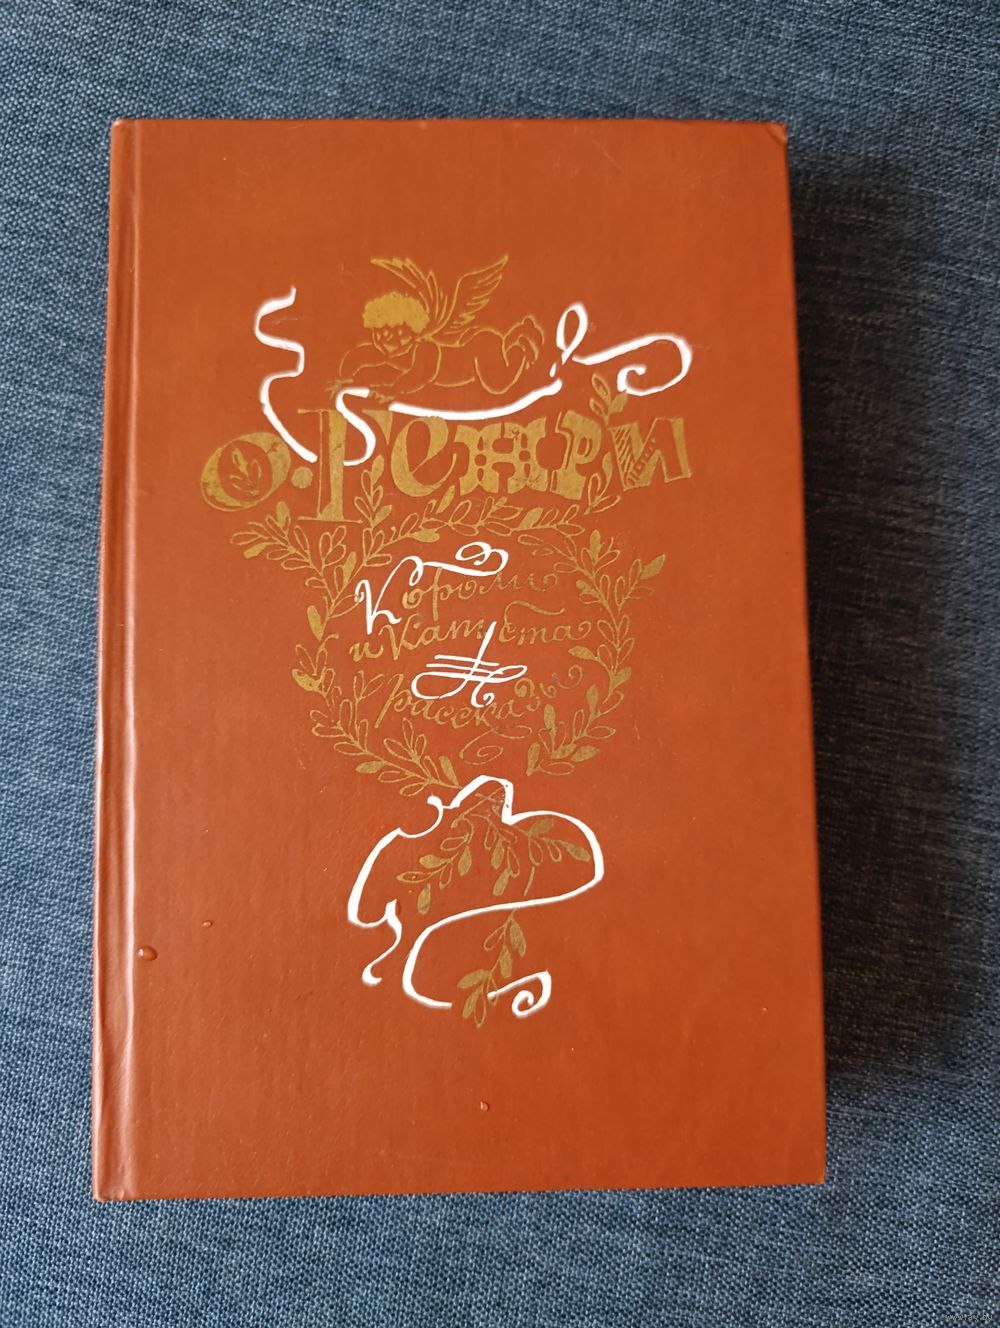 О. Генри
Короли
и Капуста
Рассказы